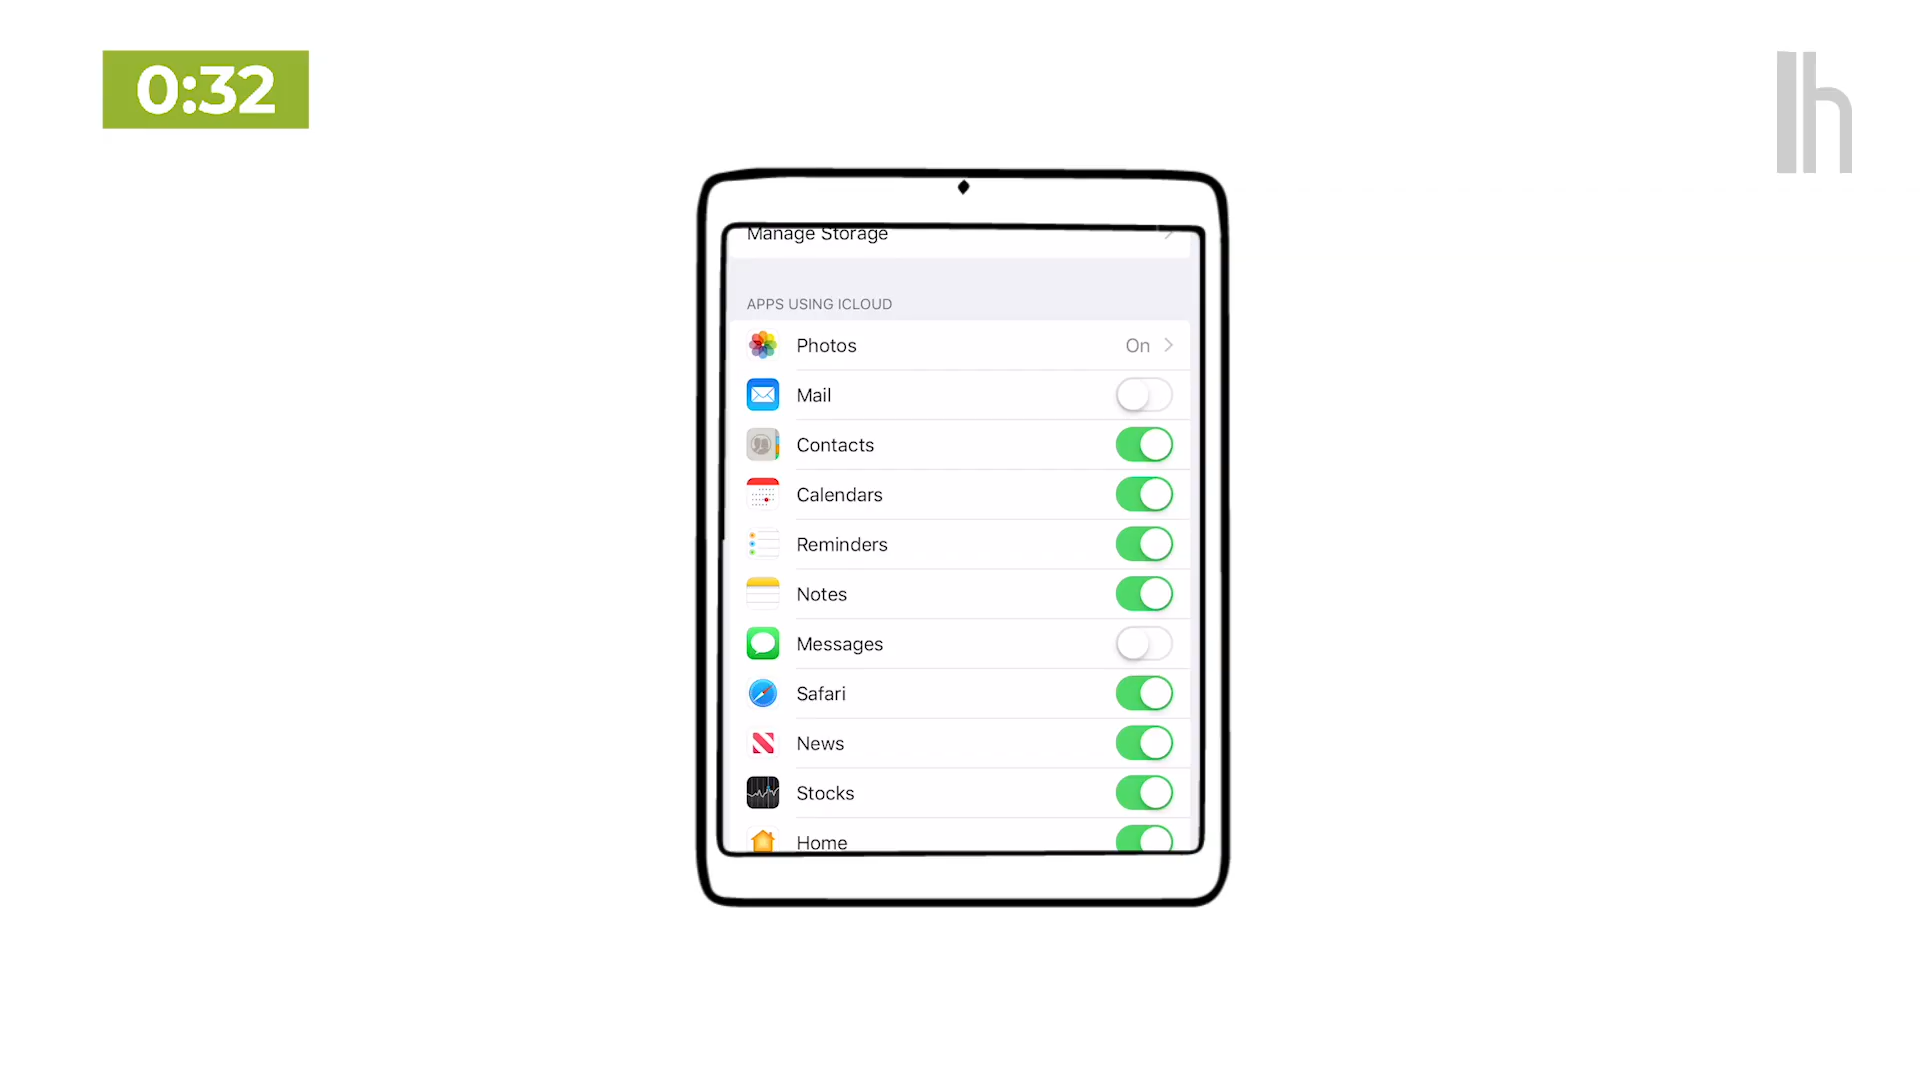 0:32
lh
Manage Storage
APPS USING ICLOUD
Photos On
Mail
Contacts
Calendars
Reminders
Notes
Messages
Safari
News
Stocks
Home